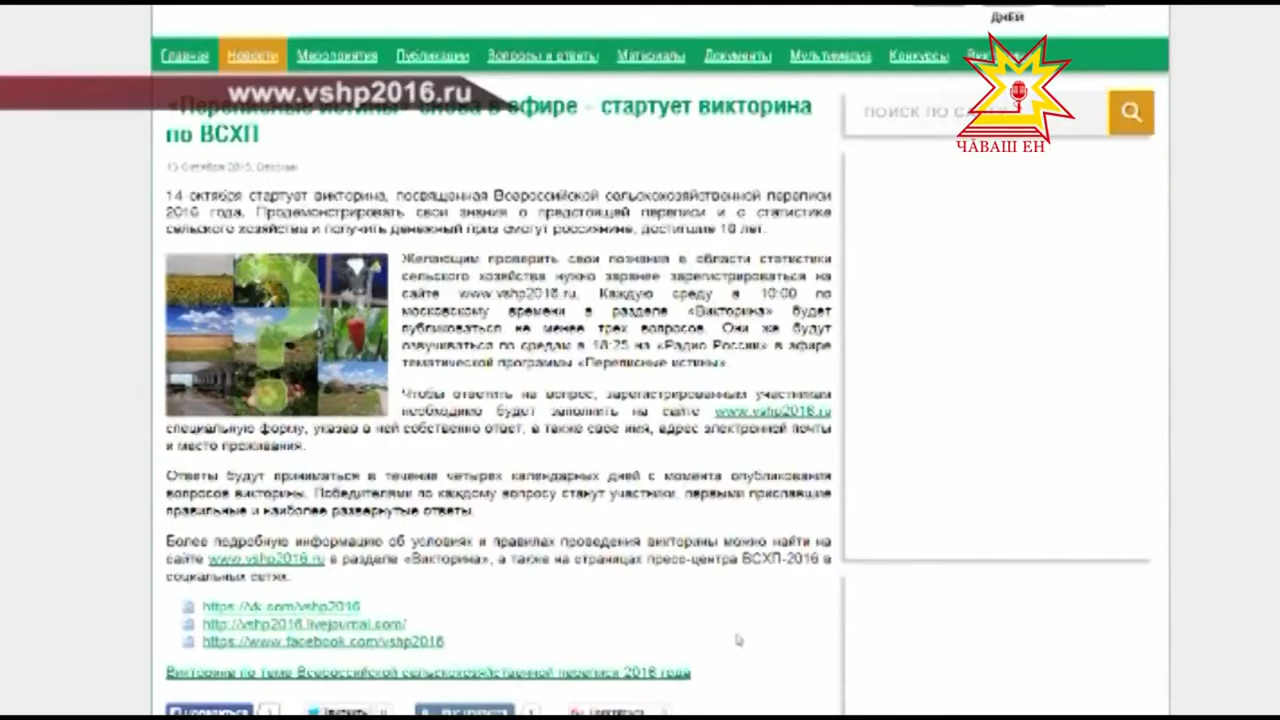 ДНЕЙ
Главная Новости Мероприятия Публикации Вопросы и ответы Материалы Документы Мультимедиа Конкурсы
www.vshp2016.ru
«Переписные истины» снова в эфире - стартует викторина
по ВСХП
ПОИСК ПО
ЧӐВАШ ЕН
13 Октября 2015, Вторник
14 октября стартует викторина, посвященная Всероссийской сельскохозяйственной переписи
2016 года. Продемонстрировать свои знания о предстоящей переписи и о статистике
сельского хозяйства и получить денежный приз смогут россиянине, достигшие 18 лет.
Желающим проверить свои познания в области статистики
сельского хозяйства нужно заранее зарегистрироваться на
сайте www.vshp2016.ru. Каждую среду в 10:00 по
московскому времени в разделе «Викторина» будет
публиковаться не менее трех вопросов. Они же будут
озвучиваться по средам в 18:25 на «Радио России» в эфире
тематической программы «Переписные истины».
Чтобы ответить на вопрос, зарегистрированным участникам
необходимо будет заполнить на сайте www.vshp2016.ru
специальную форму, указав в ней собственно ответ, а также свое имя, адрес электронной почты
и место проживания.
Ответы будут приниматься в течение четырех календарных дней с момента опубликования
вопросов викторины. Победителями по каждому вопросу станут участники, первыми приславшие
правильные и наиболее развернутые ответы.
Более подробную информацию об условиях и правилах проведения викторины можно найти на
сайте www.vshp2016.ru в разделе «Викторина», а также на страницах пресс-центра ВСХП-2016 в
социальных сетях.
https://vk.com/vshp2016
http://vshp2016.livejournal.com/
https://www.facebook.com/vshp2016
Викторина по теме Всероссийской сельскохозяйственной переписи 2016 года